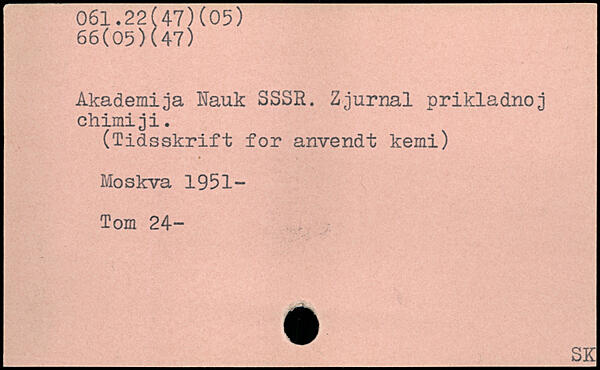 061.22(47)(05)
66(05)(47)
Akademija Nauk SSSR. Zjurnal prikladnoj
chimiji.
(Tidsskrift for anvendt kemi)
Moskva 1951-
Tom 24-
SK